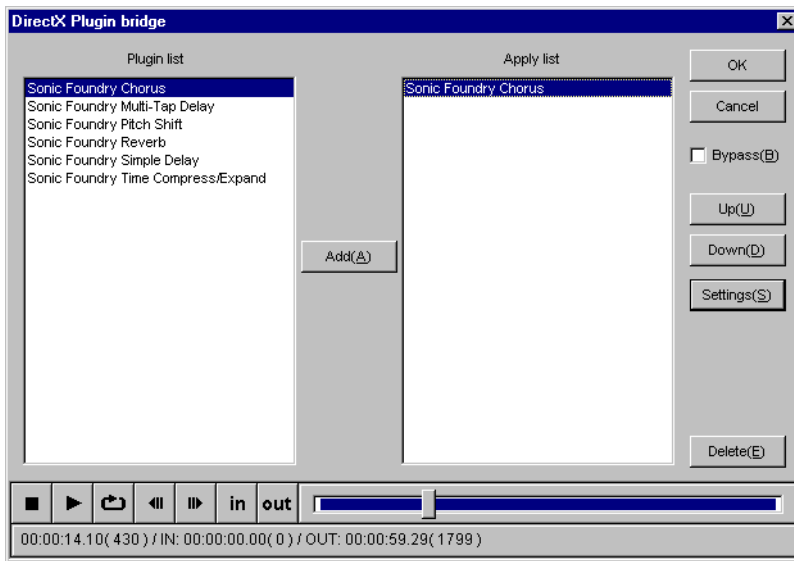 DirectX Plugin bridge
Plugin list
Sonic Foundry Chorus
Sonic Foundry Multi-Tap Delay
Sonic Foundry Pitch Shift
Sonic Foundry Reverb
Sonic Foundry Simple Delay
Sonic Foundry Time Compress/Expand
Add(A)
Apply list
Sonic Foundry Chorus
OK
Cancel
Bypass(B)
Up(U)
Down(D)
Settings(S)
Delete(E)
in
out
00:00:14.10( 430 ) / IN: 00:00:00.00( 0 ) / OUT: 00:00:59.29( 1799 )